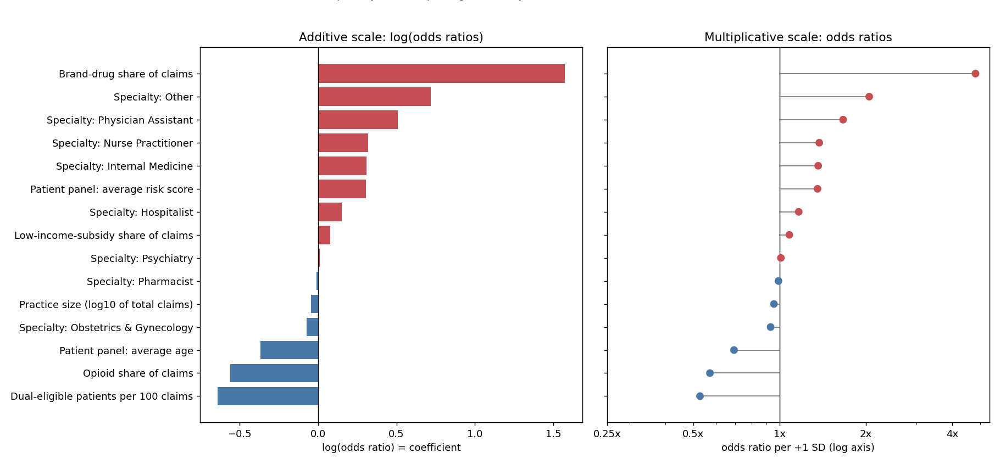 Additive scale: log(odds ratios)
Multiplicative scale: odds ratios
Brand-drug share of claims
Specialty: Other
Specialty: Physician Assistant
Specialty: Nurse Practitioner
Specialty: Internal Medicine
Patient panel: average risk score
Specialty: Hospitalist
Low-income-subsidy share of claims
Specialty: Psychiatry
Specialty: Pharmacist
Practice size (log10 of total claims)
Specialty: Obstetrics & Gynecology
Patient panel: average age
Opioid share of claims
Dual-eligible patients per 100 claims
−0.5 0.0 0.5 1.0 1.5
log(odds ratio) = coefficient
0.25x 0.5x 1x 2x 4x
odds ratio per +1 SD (log axis)